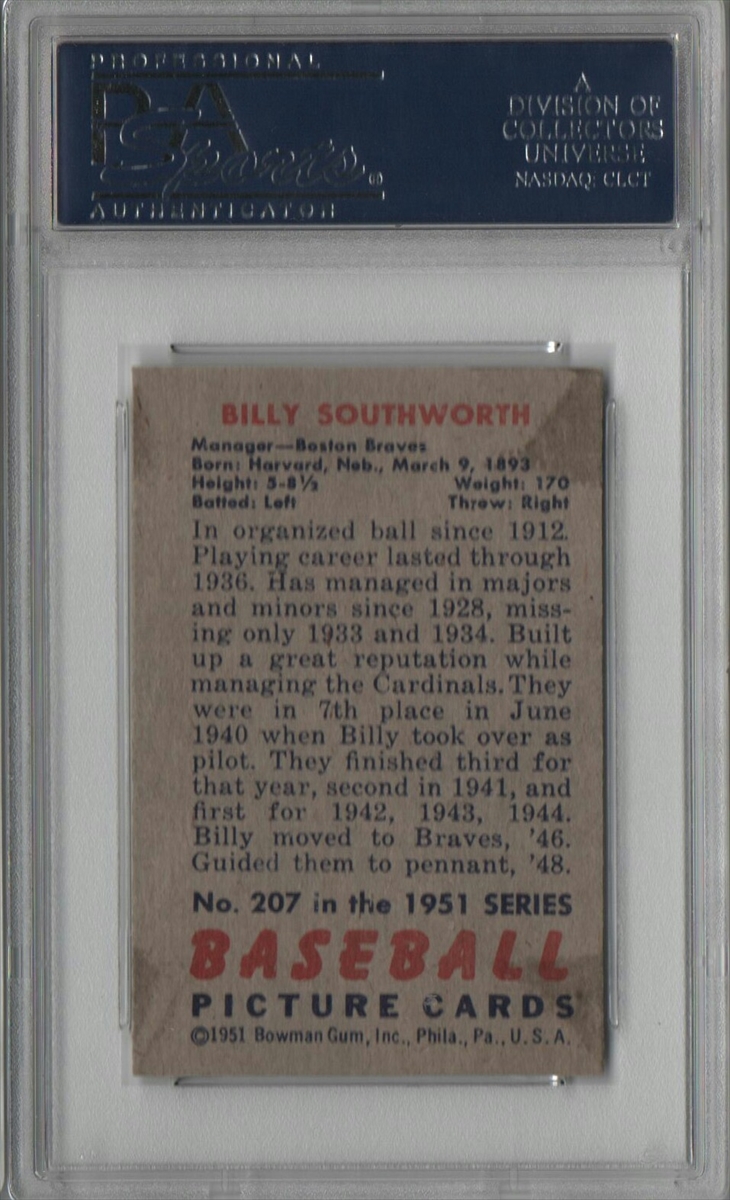 PROFESSIONAL
PSA
Sports®
AUTHENTICATOR
A
DIVISION OF
COLLECTORS
UNIVERSE
NASDAQ: CLCT
BILLY SOUTHWORTH
Manager—Boston Braves
Born: Harvard, Neb., March 9, 1893
Height: 5-8½ Weight: 170
Batted: Left Throw: Right
In organized ball since 1912.
Playing career lasted through
1936. Has managed in majors
and minors since 1928, miss-
ing only 1933 and 1934. Built
up a great reputation while
managing the Cardinals. They
were in 7th place in June
1940 when Billy took over as
pilot. They finished third for
that year, second in 1941, and
first for 1942, 1943, 1944.
Billy moved to Braves, '46.
Guided them to pennant, '48.
No. 207 in the 1951 SERIES
BASEBALL
PICTURE CARDS
©1951 Bowman Gum, Inc., Phila., Pa., U. S. A.